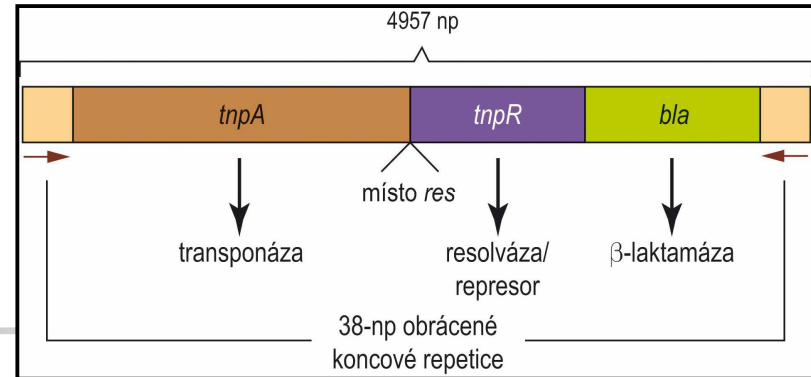 4957 np
tnpA
tnpR
bla
místo res
transponáza
resolváza/
represor
β-laktamáza
38-np obrácené
koncové repetice